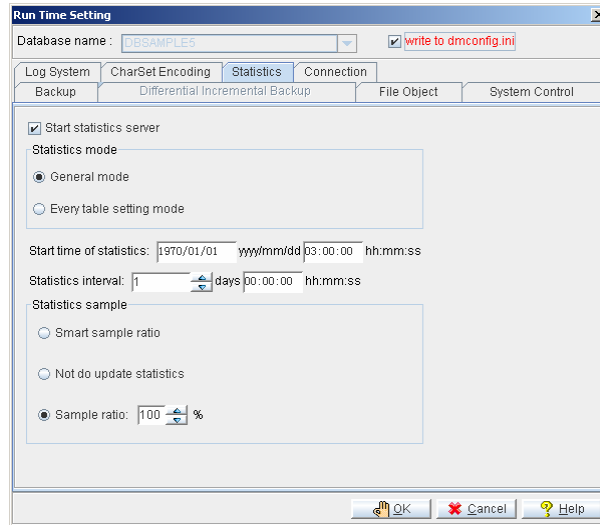 Run Time Setting
Database name : DBSAMPLE5 write to dmconfig.ini
Log System CharSet Encoding Statistics Connection
Backup Differential Incremental Backup File Object System Control
Start statistics server
Statistics mode
General mode
Every table setting mode
Start time of statistics: 1970/01/01 yyyy/mm/dd 03:00:00 hh:mm:ss
Statistics interval: 1 days 00:00:00 hh:mm:ss
Statistics sample
Smart sample ratio
Not do update statistics
Sample ratio: 100 %
OK Cancel Help